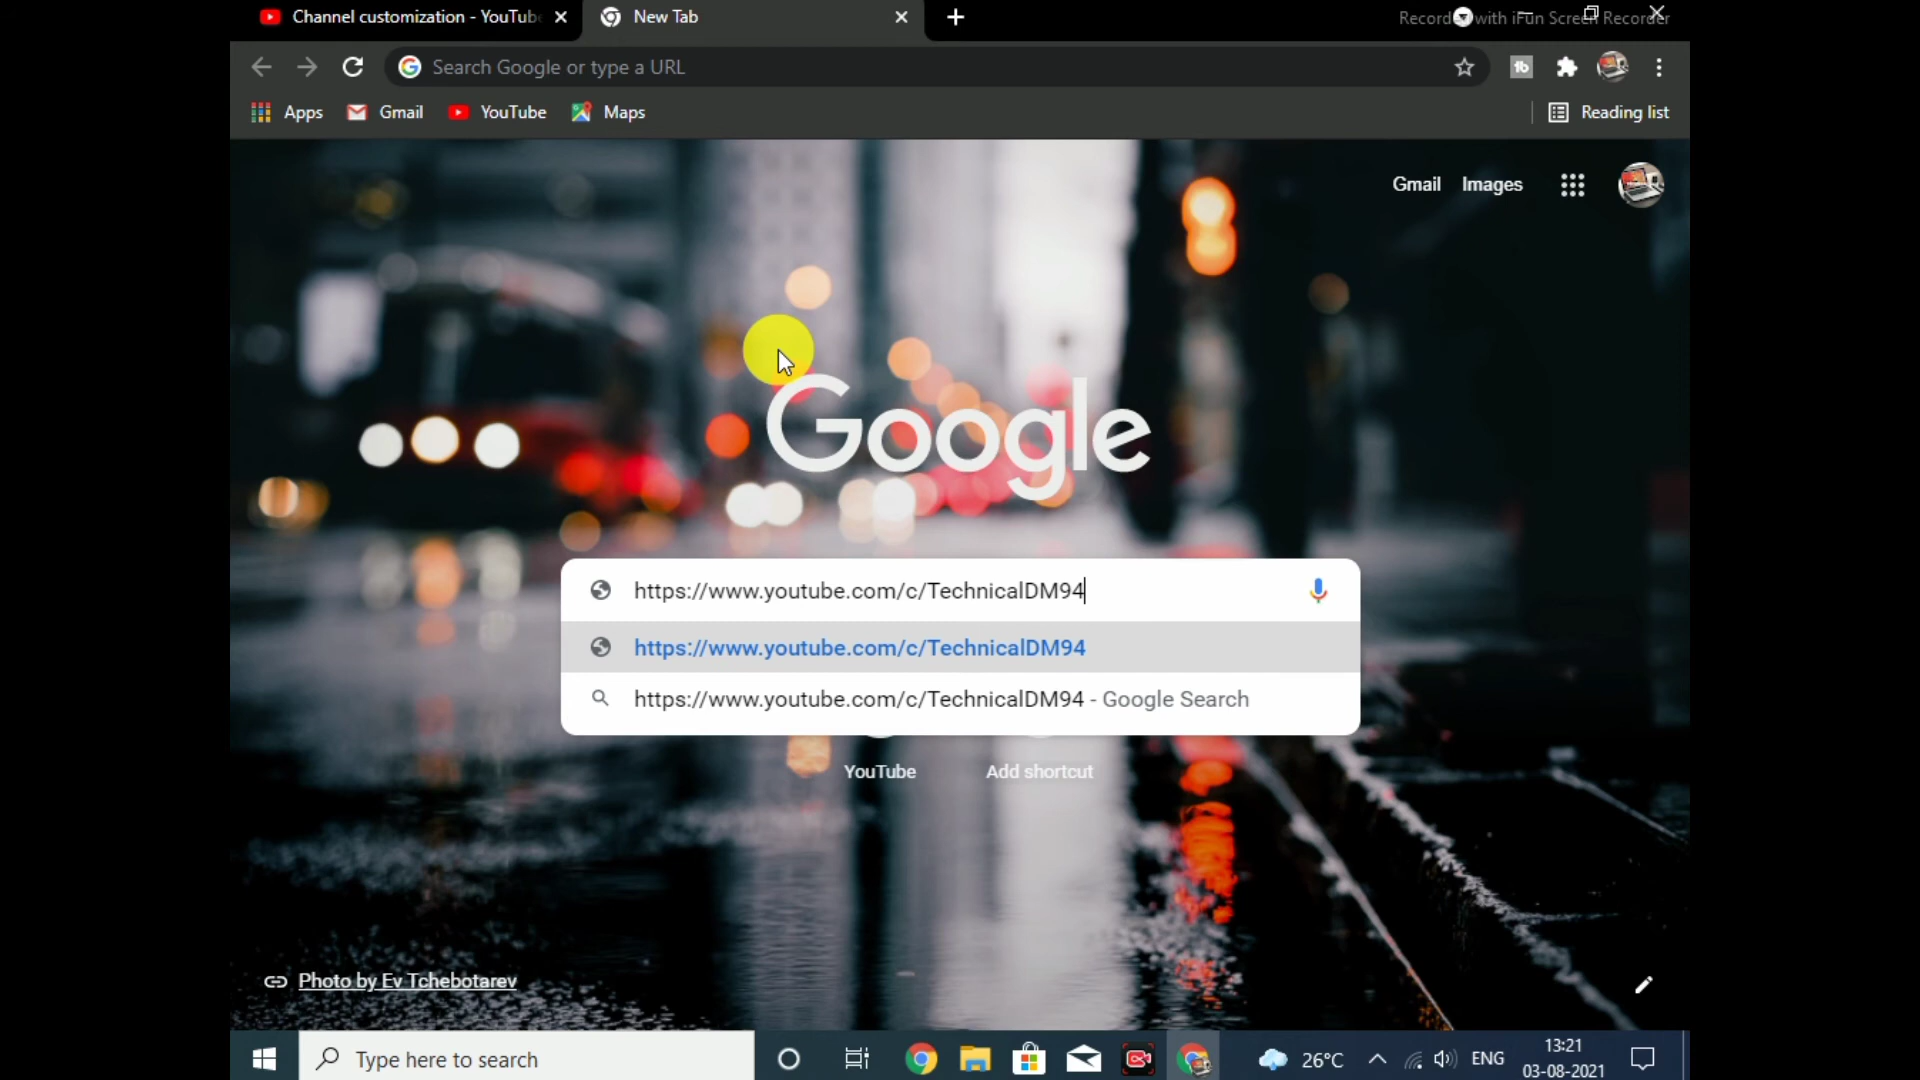 Channel customization - YouTub
New Tab
Recorded with iFun Screen Recorder
Search Google or type a URL
Apps
Gmail
YouTube
Maps
Reading list
Gmail
Images
Google
https://www.youtube.com/c/TechnicalDM94
https://www.youtube.com/c/TechnicalDM94
https://www.youtube.com/c/TechnicalDM94 - Google Search
YouTube
Add shortcut
Photo by Ev Tchebotarev
Type here to search
26°C
ENG
13:21
03-08-2021